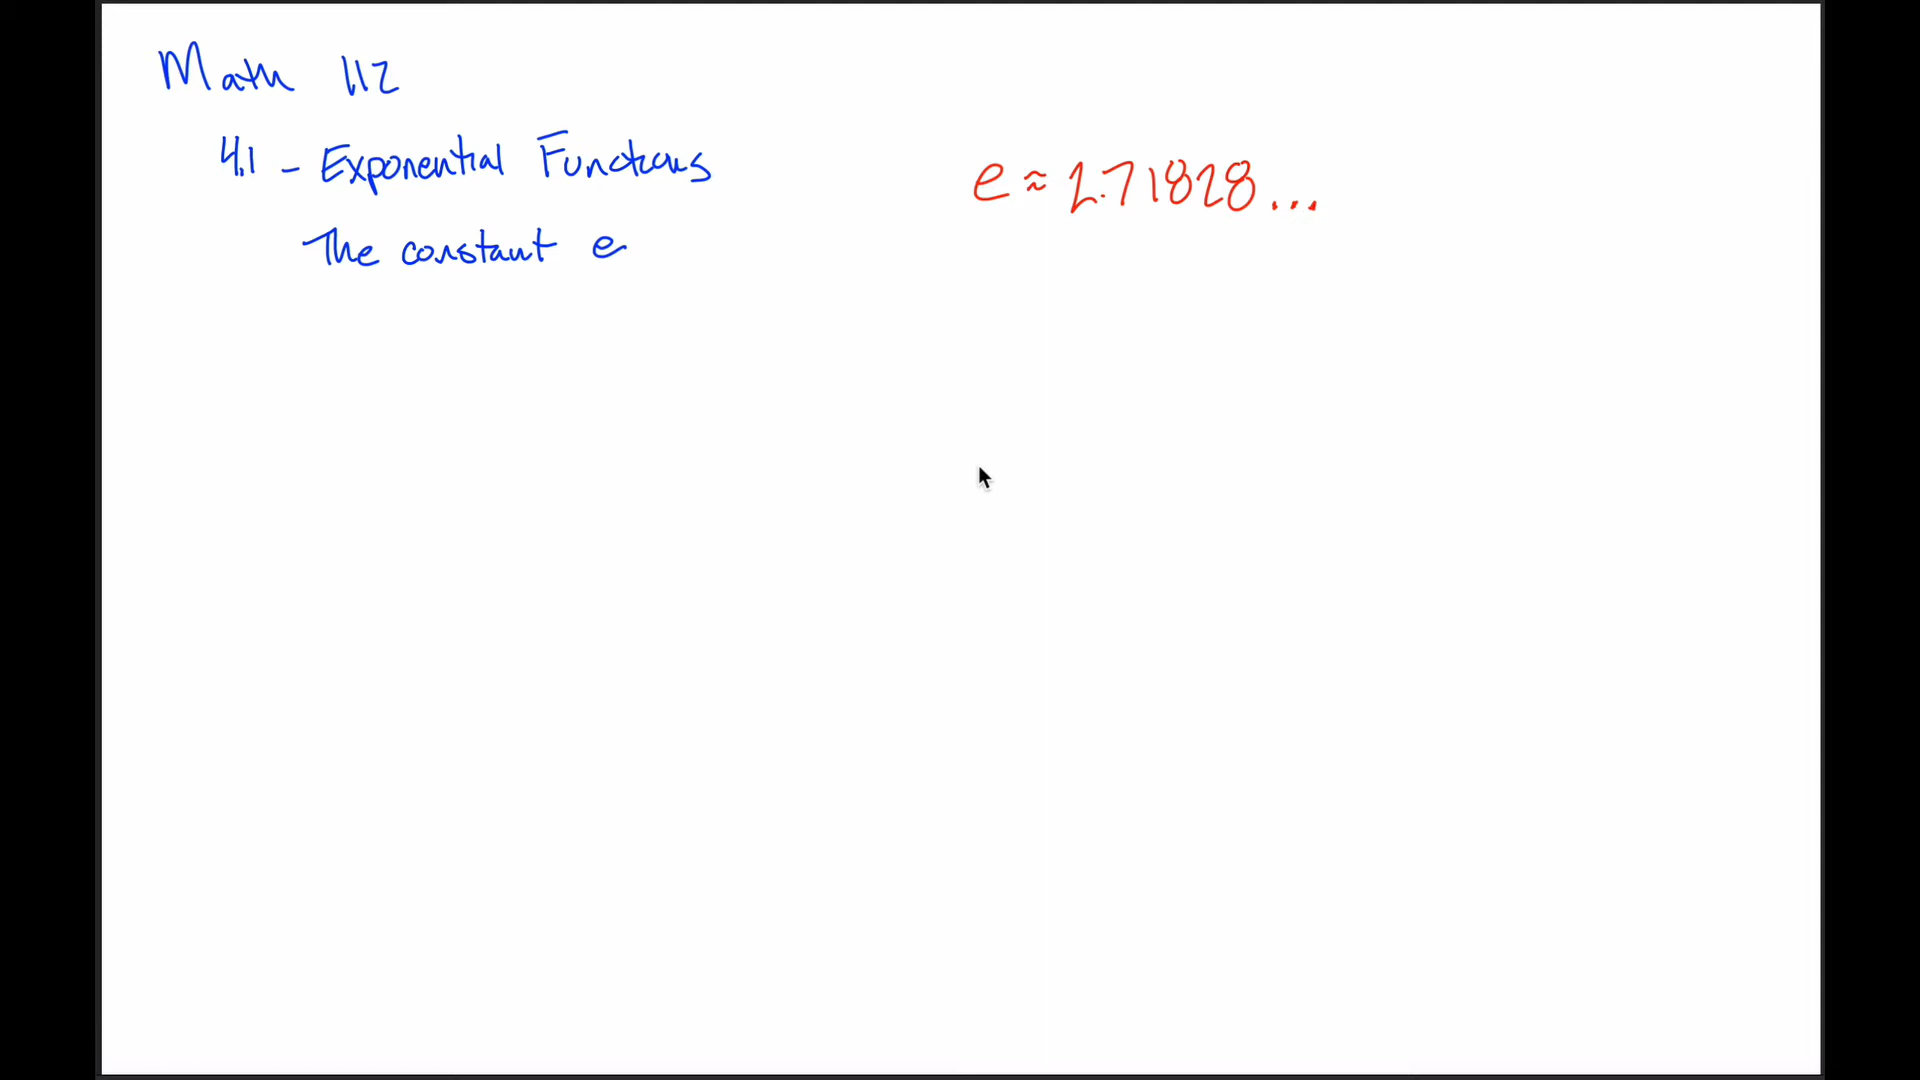 Math 112
4.1 - Exponential Functions
The constant e
e ≈ 2.71828...